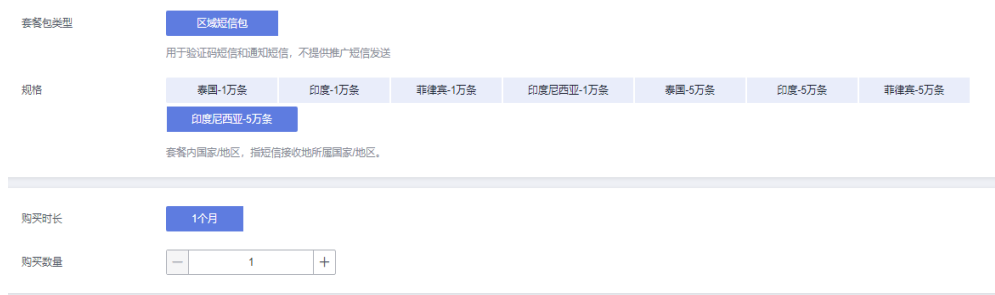 套餐包类型 区域短信包
用于验证码短信和通知短信，不提供推广短信发送
规格 泰国-1万条 印度-1万条 菲律宾-1万条 印度尼西亚-1万条 泰国-5万条 印度-5万条 菲律宾-5万条
印度尼西亚-5万条
套餐内国家/地区，指短信接收地所属国家/地区。
购买时长 1个月
购买数量 1